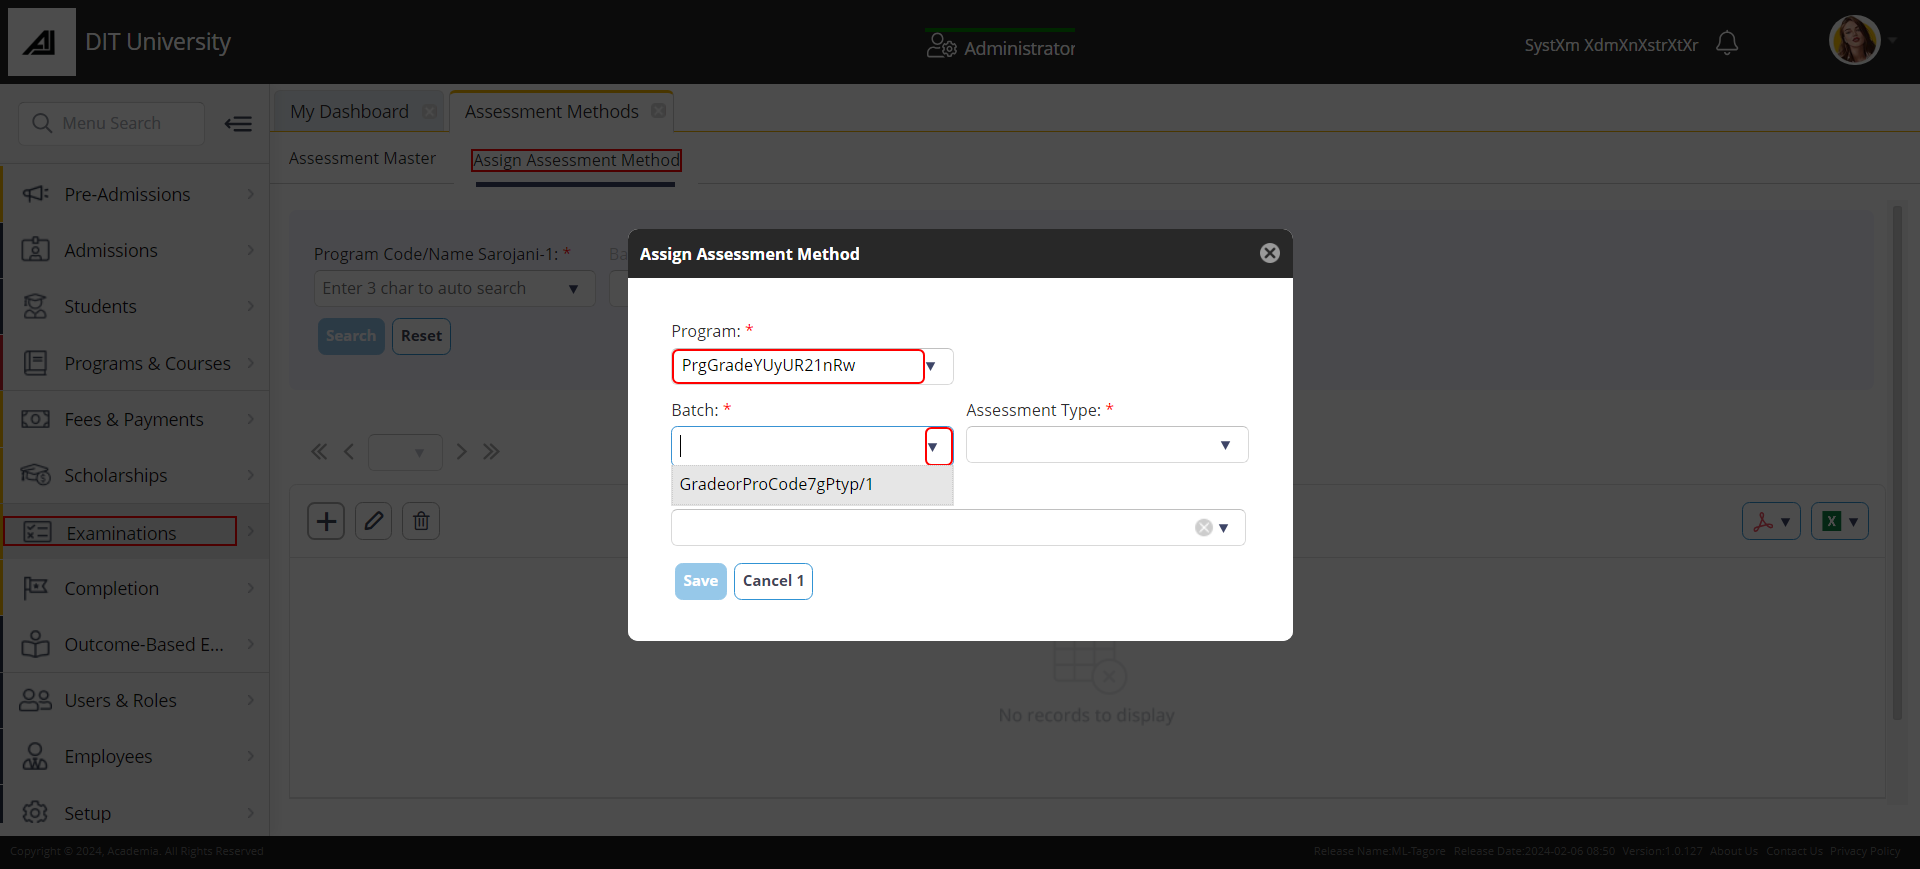 DIT University
Administrator
SystXm XdmXnXstrXtXr
Menu Search
My Dashboard
Assessment Methods
Assessment Master
Assign Assessment Method
Pre-Admissions
Admissions
Students
Programs & Courses
Fees & Payments
Scholarships
Examinations
Completion
Outcome-Based E...
Users & Roles
Employees
Setup
Program Code/Name Sarojani-1: *
Ba
Enter 3 char to auto search
Search
Reset
Assign Assessment Method
Program: *
PrgGradeYUyUR21nRw
Batch: *
Assessment Type: *
GradeorProCode7gPtyp/1
Save
Cancel 1
No records to display
Copyright © 2024, Academia. All Rights Reserved
Release Name:ML-Tagore Release Date:2024-02-06 08:50 Version:1.0.127 About Us Contact Us Privacy Policy